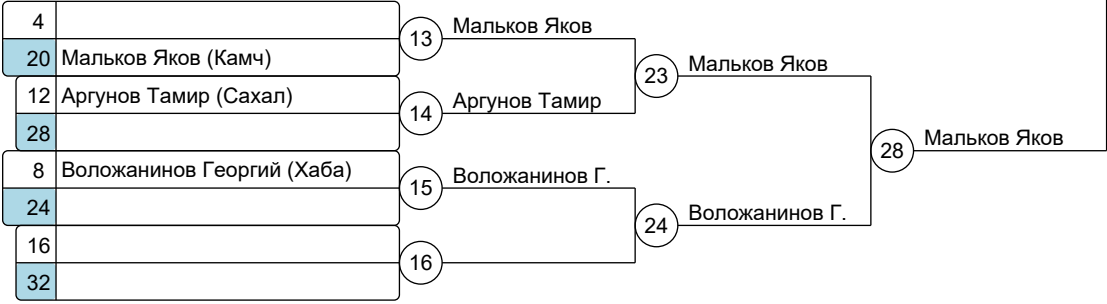 4
13
Мальков Яков
20 Мальков Яков (Камч)
23
Мальков Яков
12 Аргунов Тамир (Сахал)
14
Аргунов Тамир
28
28
Мальков Яков
8 Воложанинов Георгий (Хаба)
15
Воложанинов Г.
24
24
Воложанинов Г.
16
16
32